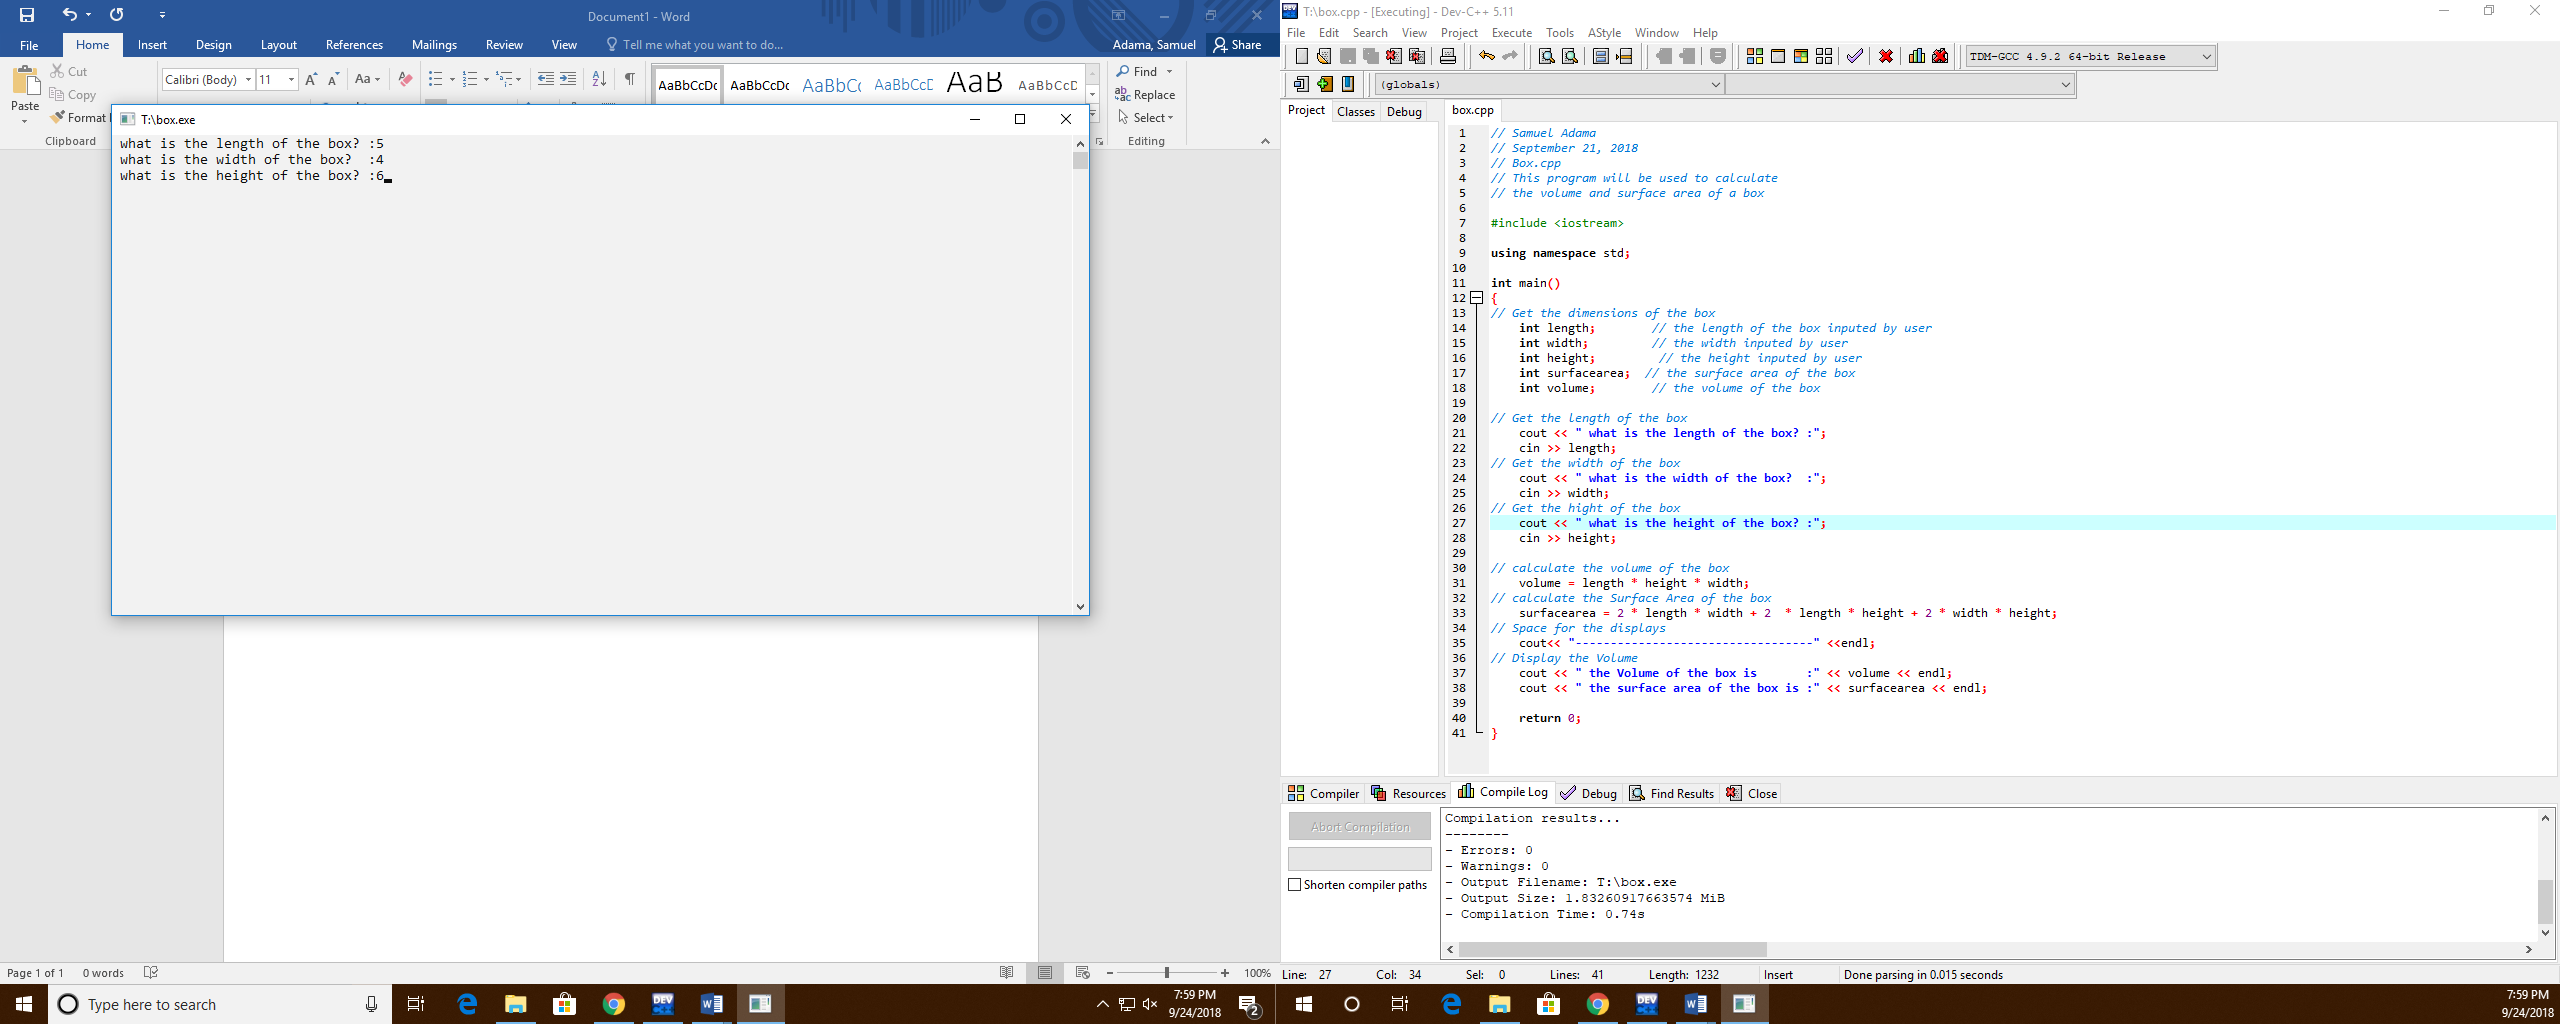 Document1 - Word
File Home Insert Design Layout References Mailings Review View Tell me what you want to do... Adama, Samuel Share
Cut
Copy
Paste
Format
Clipboard
Calibri (Body) 11
Aa
AaBbCcDc AaBbCcDc AaBbCc AaBbCcD AaB AaBbCcD
Find
Replace
Select
Editing
T:\box.exe
what is the length of the box? :5
what is the width of the box?  :4
what is the height of the box? :6
Page 1 of 1 0 words
100%
T:\box.cpp - [Executing] - Dev-C++ 5.11
File Edit Search View Project Execute Tools AStyle Window Help
TDM-GCC 4.9.2 64-bit Release
(globals)
Project Classes Debug
box.cpp
1 // Samuel Adama
2 // September 21, 2018
3 // Box.cpp
4 // This program will be used to calculate
5 // the volume and surface area of a box
6
7 #include <iostream>
8
9 using namespace std;
10
11 int main()
12 {
13 // Get the dimensions of the box
14 int length; // the length of the box inputed by user
15 int width; // the width inputed by user
16 int height; // the height inputed by user
17 int surfacearea; // the surface area of the box
18 int volume; // the volume of the box
19
20 // Get the length of the box
21 cout << " what is the length of the box? :";
22 cin >> length;
23 // Get the width of the box
24 cout << " what is the width of the box?  :";
25 cin >> width;
26 // Get the hight of the box
27 cout << " what is the height of the box? :";
28 cin >> height;
29
30 // calculate the volume of the box
31 volume = length * height * width;
32 // calculate the Surface Area of the box
33 surfacearea = 2 * length * width + 2  * length * height + 2 * width * height;
34 // Space for the displays
35 cout<< "----------------------------------" <<endl;
36 // Display the Volume
37 cout << " the Volume of the box is       :" << volume << endl;
38 cout << " the surface area of the box is :" << surfacearea << endl;
39
40 return 0;
41 }
Compiler Resources Compile Log Debug Find Results Close
Abort Compilation
Shorten compiler paths
Compilation results...
--------
- Errors: 0
- Warnings: 0
- Output Filename: T:\box.exe
- Output Size: 1.83260917663574 MiB
- Compilation Time: 0.74s
Line: 27 Col: 34 Sel: 0 Lines: 41 Length: 1232 Insert Done parsing in 0.015 seconds
Type here to search
DEV C++
7:59 PM
9/24/2018
2
DEV C++
7:59 PM
9/24/2018